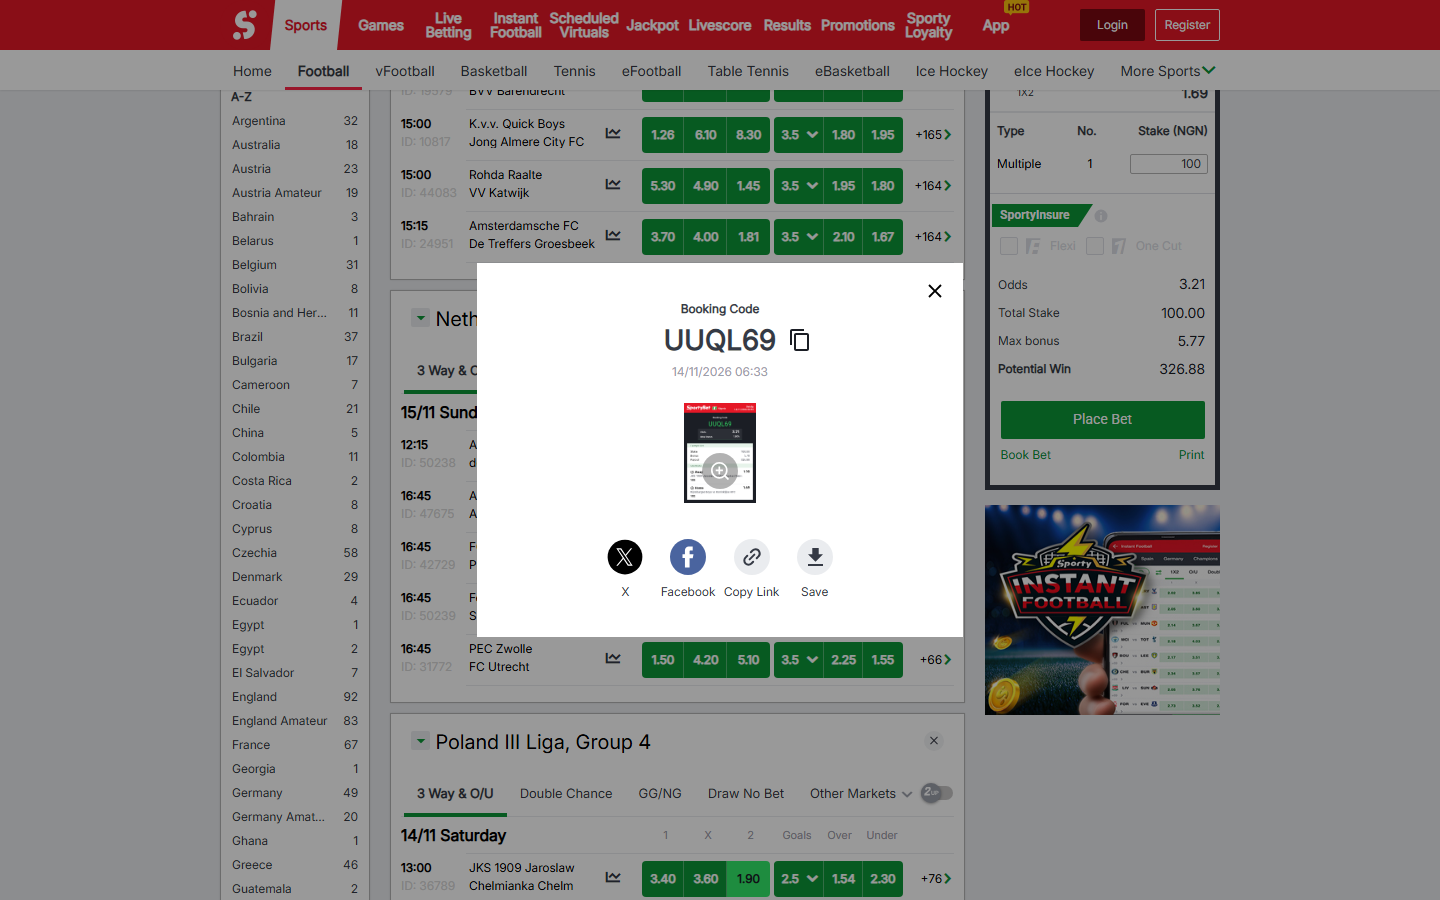 Sports
Games
Live Betting
Instant Football
Scheduled Virtuals
Jackpot
Livescore
Results
Promotions
Sporty Loyalty
App
HOT
Login
Register
Home
Football
vFootball
Basketball
Tennis
eFootball
Table Tennis
eBasketball
Ice Hockey
eIce Hockey
More Sports
A-Z
Argentina 32
Australia 18
Austria 23
Austria Amateur 19
Bahrain 3
Belarus 1
Belgium 31
Bolivia 8
Bosnia and Her... 11
Brazil 37
Bulgaria 17
Cameroon 7
Chile 21
China 5
Colombia 11
Costa Rica 2
Croatia 8
Cyprus 8
Czechia 58
Denmark 29
Ecuador 4
Egypt 1
Egypt 2
El Salvador 7
England 92
England Amateur 83
France 67
Georgia 1
Germany 49
Germany Amat... 20
Ghana 1
Greece 46
Guatemala 2
ID: 19579 BVV Barendrecht
15:00 K.v.v. Quick Boys
ID: 10817 Jong Almere City FC
1.26 6.10 8.30 3.5 1.80 1.95 +165
15:00 Rohda Raalte
ID: 44083 VV Katwijk
5.30 4.90 1.45 3.5 1.95 1.80 +164
15:15 Amsterdamsche FC
ID: 24951 De Treffers Groesbeek
3.70 4.00 1.81 3.5 2.10 1.67 +164
Neth
3 Way & O
15/11 Sund
12:15 A
ID: 50238 d
16:45 A
ID: 47675 A
16:45 F
ID: 42729 P
16:45 F
ID: 50239 S
16:45 PEC Zwolle
ID: 31772 FC Utrecht
1.50 4.20 5.10 3.5 2.25 1.55 +66
Poland III Liga, Group 4
3 Way & O/U
Double Chance
GG/NG
Draw No Bet
Other Markets
2UP
14/11 Saturday 1 X 2 Goals Over Under
13:00 JKS 1909 Jaroslaw
ID: 36789 Chelmianka Chelm
3.40 3.60 1.90 2.5 1.54 2.30 +76
Booking Code
UUQL69
14/11/2026 06:33
SportyBet
UUQL69
3.21
X
Facebook
Copy Link
Save
1X2 1.69
Type No. Stake (NGN)
Multiple 1 100
SportyInsure
Flexi
One Cut
Odds 3.21
Total Stake 100.00
Max bonus 5.77
Potential Win 326.88
Place Bet
Book Bet
Print
Sporty
INSTANT
FOOTBALL